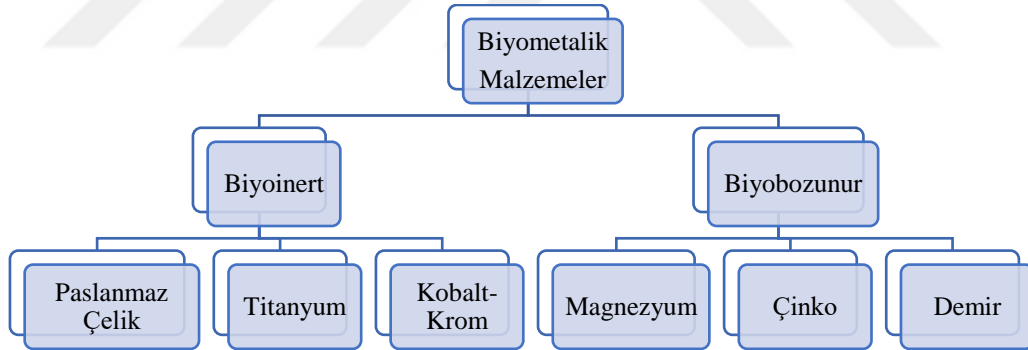 Biyometalik
Malzemeler
Biyoinert
Biyobozunur
Paslanmaz
Çelik
Titanyum
Kobalt-
Krom
Magnezyum
Çinko
Demir